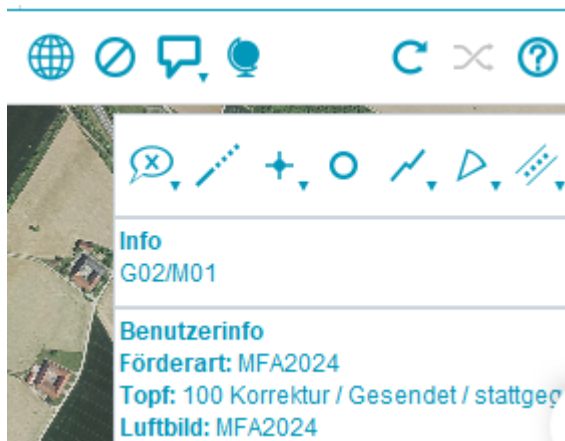 Info
G02/M01
Benutzerinfo
Förderart: MFA2024
Topf: 100 Korrektur / Gesendet / stattgeg
Luftbild: MFA2024